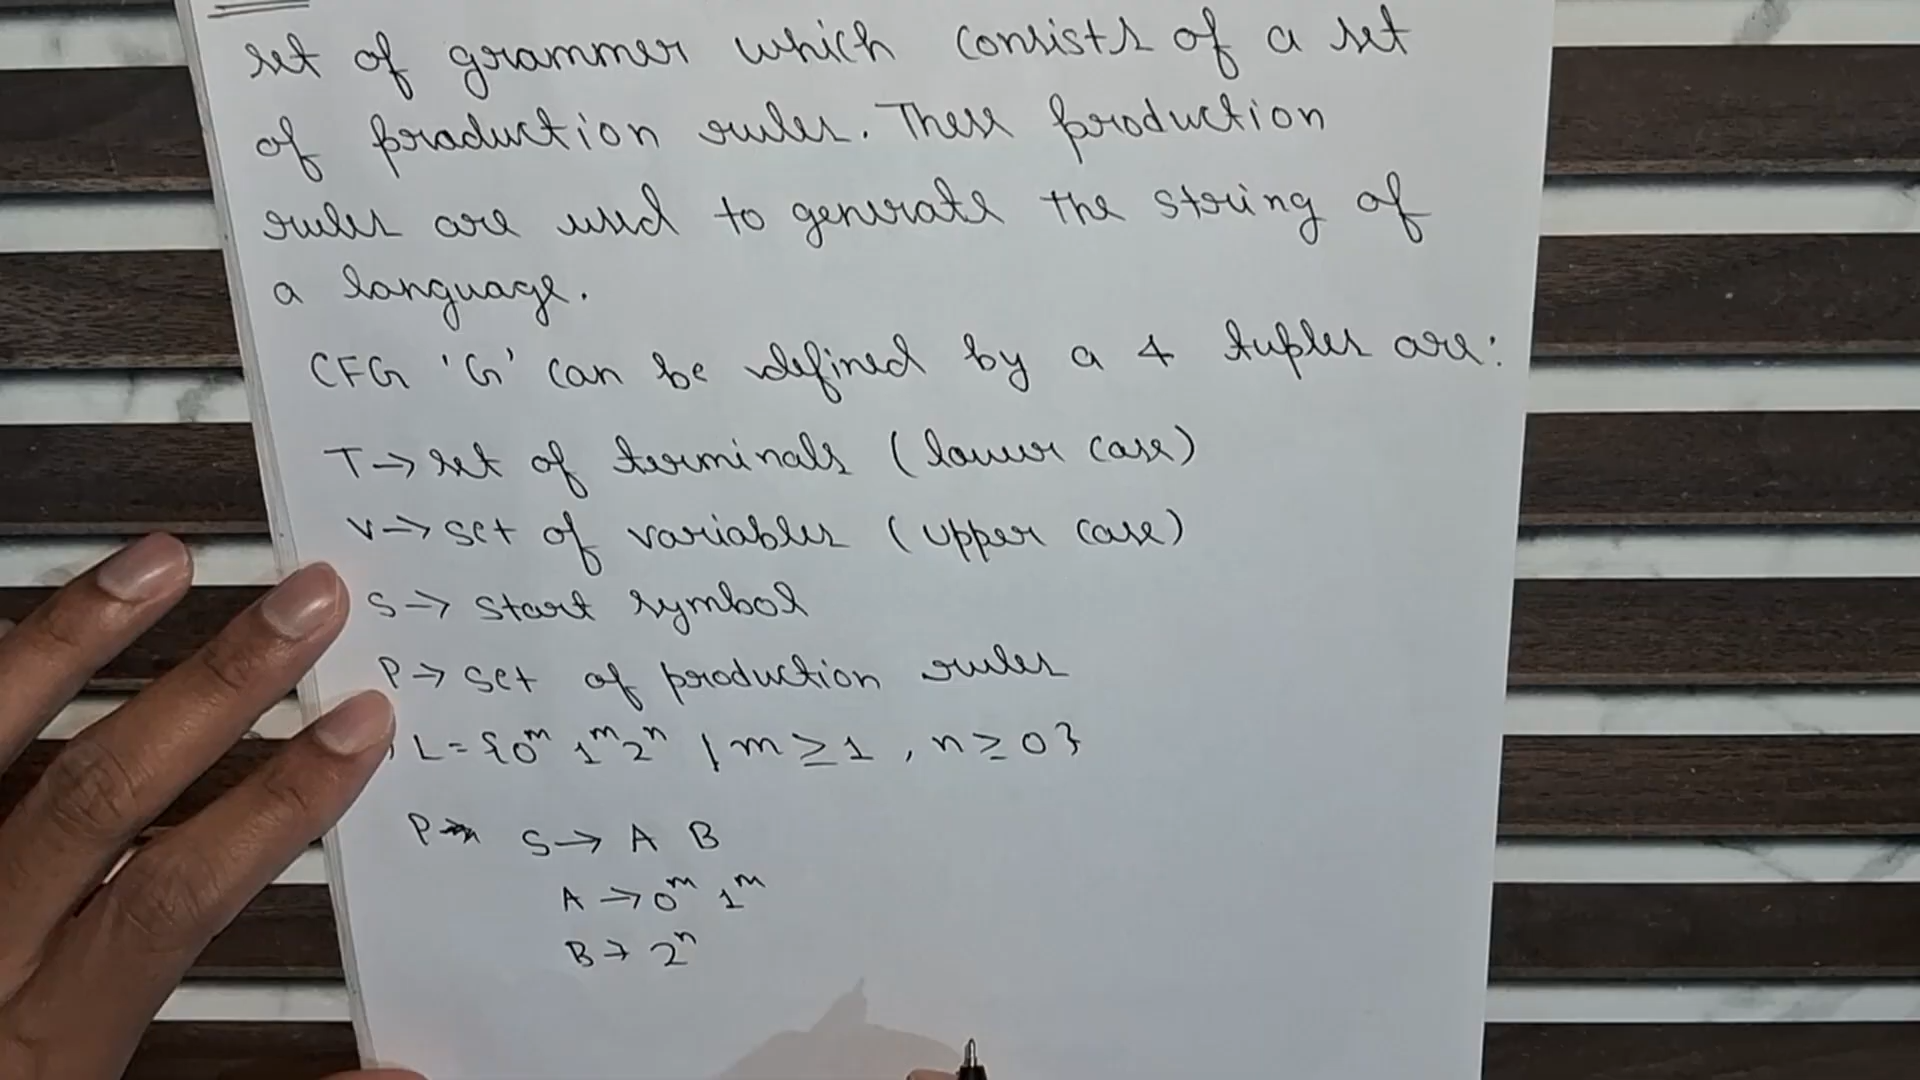 set of grammer which consists of a set
of production rules. These production
rules are used to generate the string of
a language.
CFG 'G' can be defined by a 4 tuples are:
T → set of terminals (lower case)
V → set of variables (upper case)
S → start symbol
P → set of production rules
L = {0^m 1^m 2^n | m ≥ 1, n ≥ 0}
P → S → A B
A → 0^m 1^m
B → 2^n